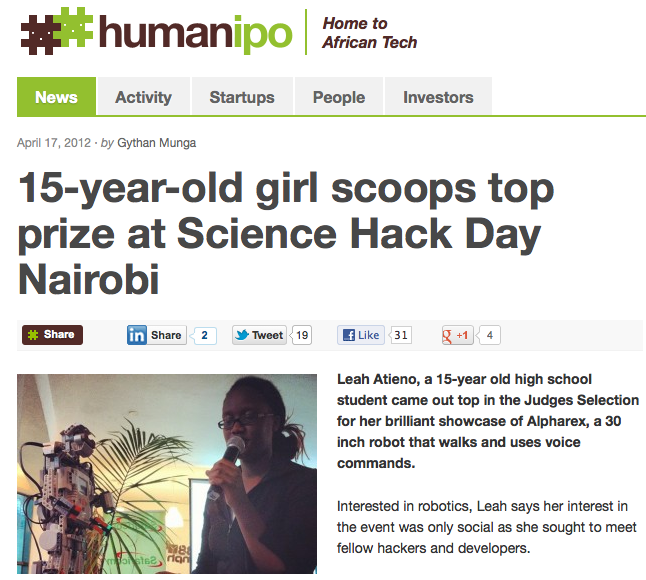 humanipo
Home to
African Tech
News
Activity
Startups
People
Investors
April 17, 2012 · by Gythan Munga
15-year-old girl scoops top
prize at Science Hack Day
Nairobi
Share
in Share 2
Tweet 19
f Like 31
g +1 4
Leah Atieno, a 15-year old high school
student came out top in the Judges Selection
for her brilliant showcase of Alpharex, a 30
inch robot that walks and uses voice
commands.
Interested in robotics, Leah says her interest in
the event was only social as she sought to meet
fellow hackers and developers.
Safaricom